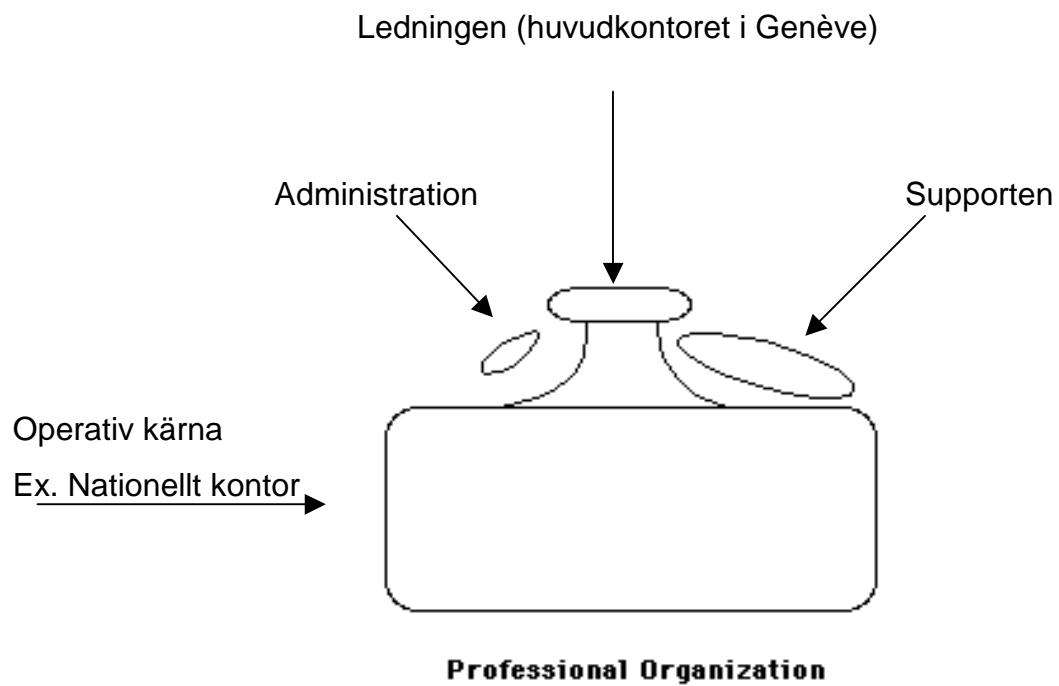 Ledningen (huvudkontoret i Genève)
Administration
Supporten
Operativ kärna
Ex. Nationellt kontor
Professional Organization